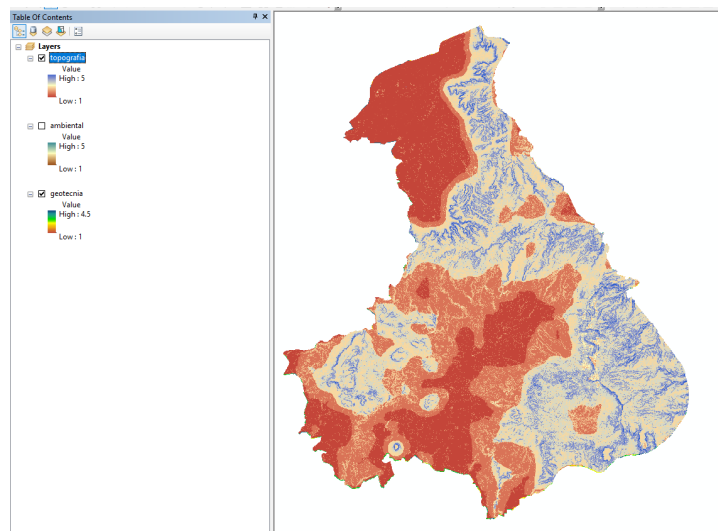 Table Of Contents
Layers
topografia
Value
High : 5
Low : 1
ambiental
Value
High : 5
Low : 1
geotecnia
Value
High : 4.5
Low : 1